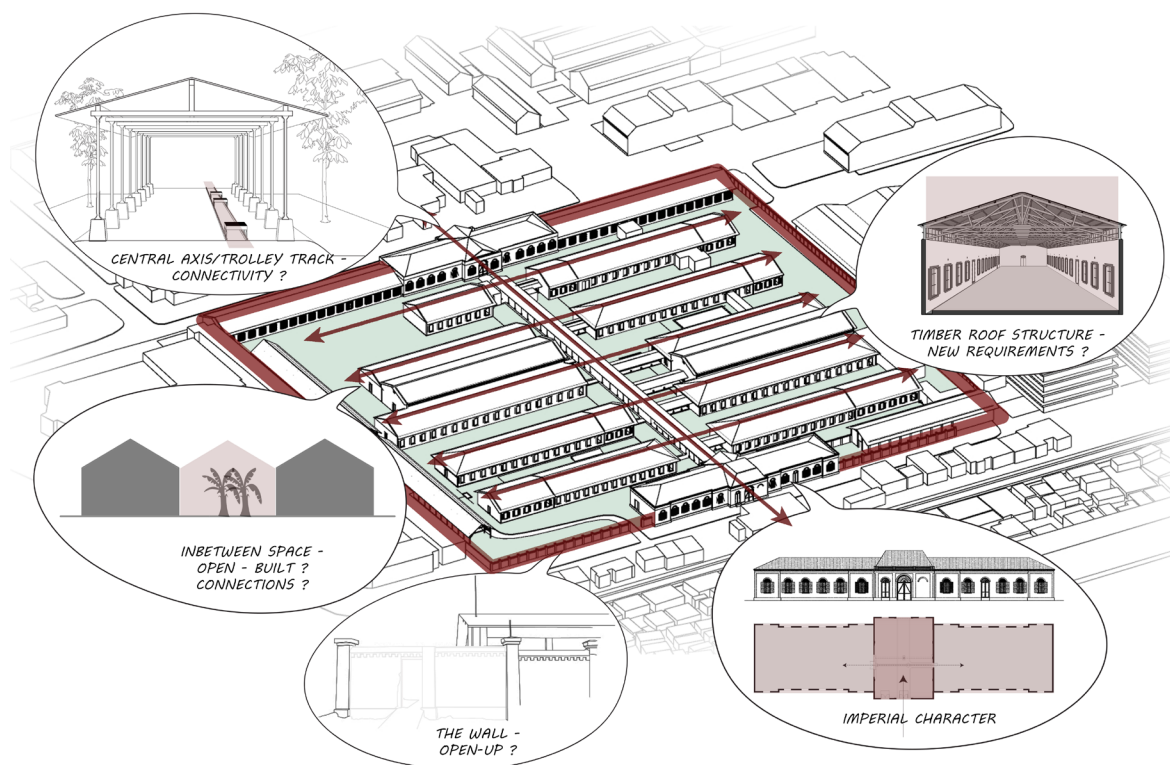 CENTRAL AXIS/TROLLEY TRACK -
CONNECTIVITY ?
TIMBER ROOF STRUCTURE -
NEW REQUIREMENTS ?
INBETWEEN SPACE -
OPEN - BUILT ?
CONNECTIONS ?
THE WALL -
OPEN-UP ?
IMPERIAL CHARACTER